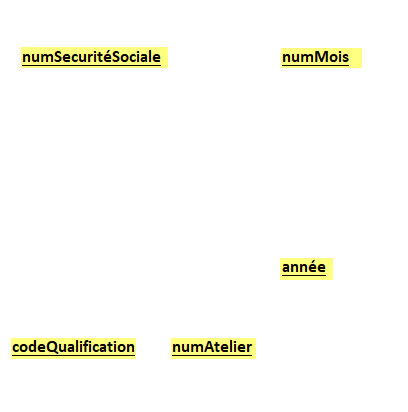 numSecuritéSociale
numMois
année
codeQualification
numAtelier